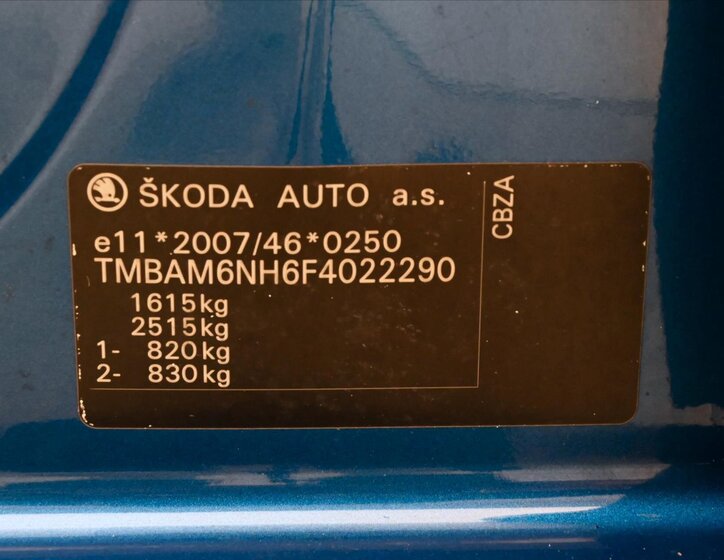 ŠKODA AUTO a.s.
e11*2007/46*0250
TMBAM6NH6F4022290
1615kg
2515kg
1- 820kg
2- 830kg
CBZA